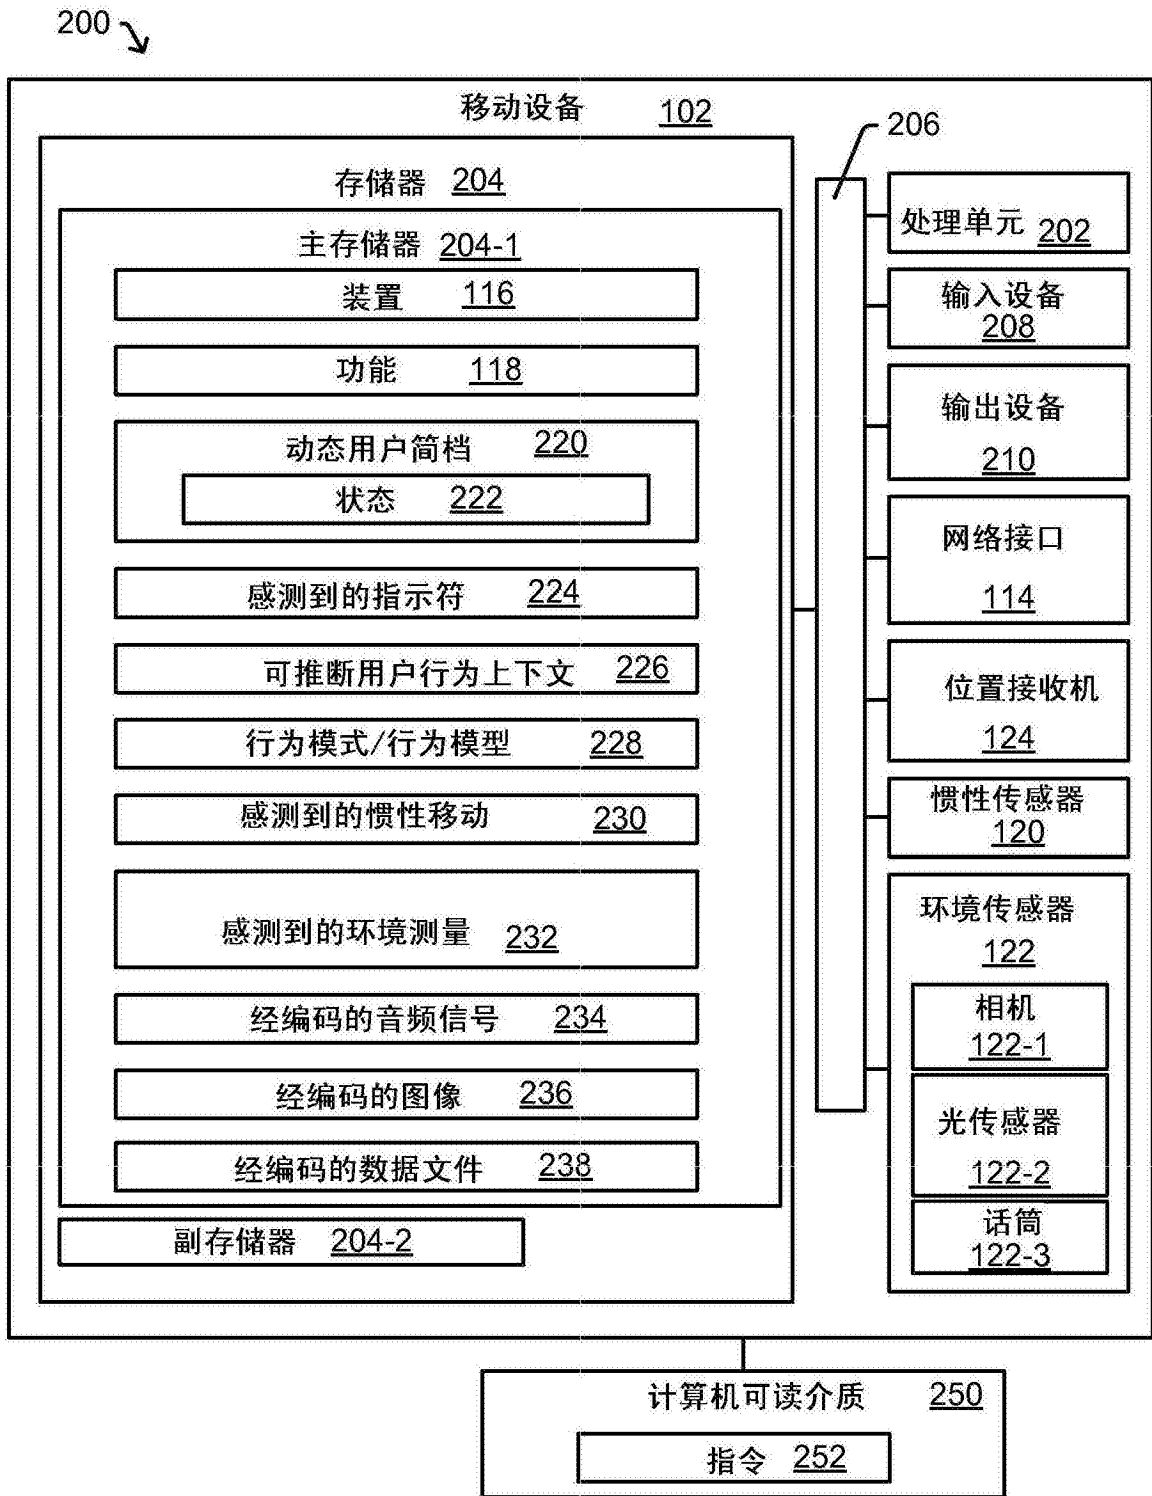 200
移动设备 102
存储器 204
主存储器 204-1
装置 116
功能 118
动态用户简档 220
状态 222
感测到的指示符 224
可推断用户行为上下文 226
行为模式/行为模型 228
感测到的惯性移动 230
感测到的环境测量 232
经编码的音频信号 234
经编码的图像 236
经编码的数据文件 238
副存储器 204-2
206
处理单元 202
输入设备
208
输出设备
210
网络接口
114
位置接收机
124
惯性传感器
120
环境传感器
122
相机
122-1
光传感器
122-2
话筒
122-3
计算机可读介质 250
指令 252